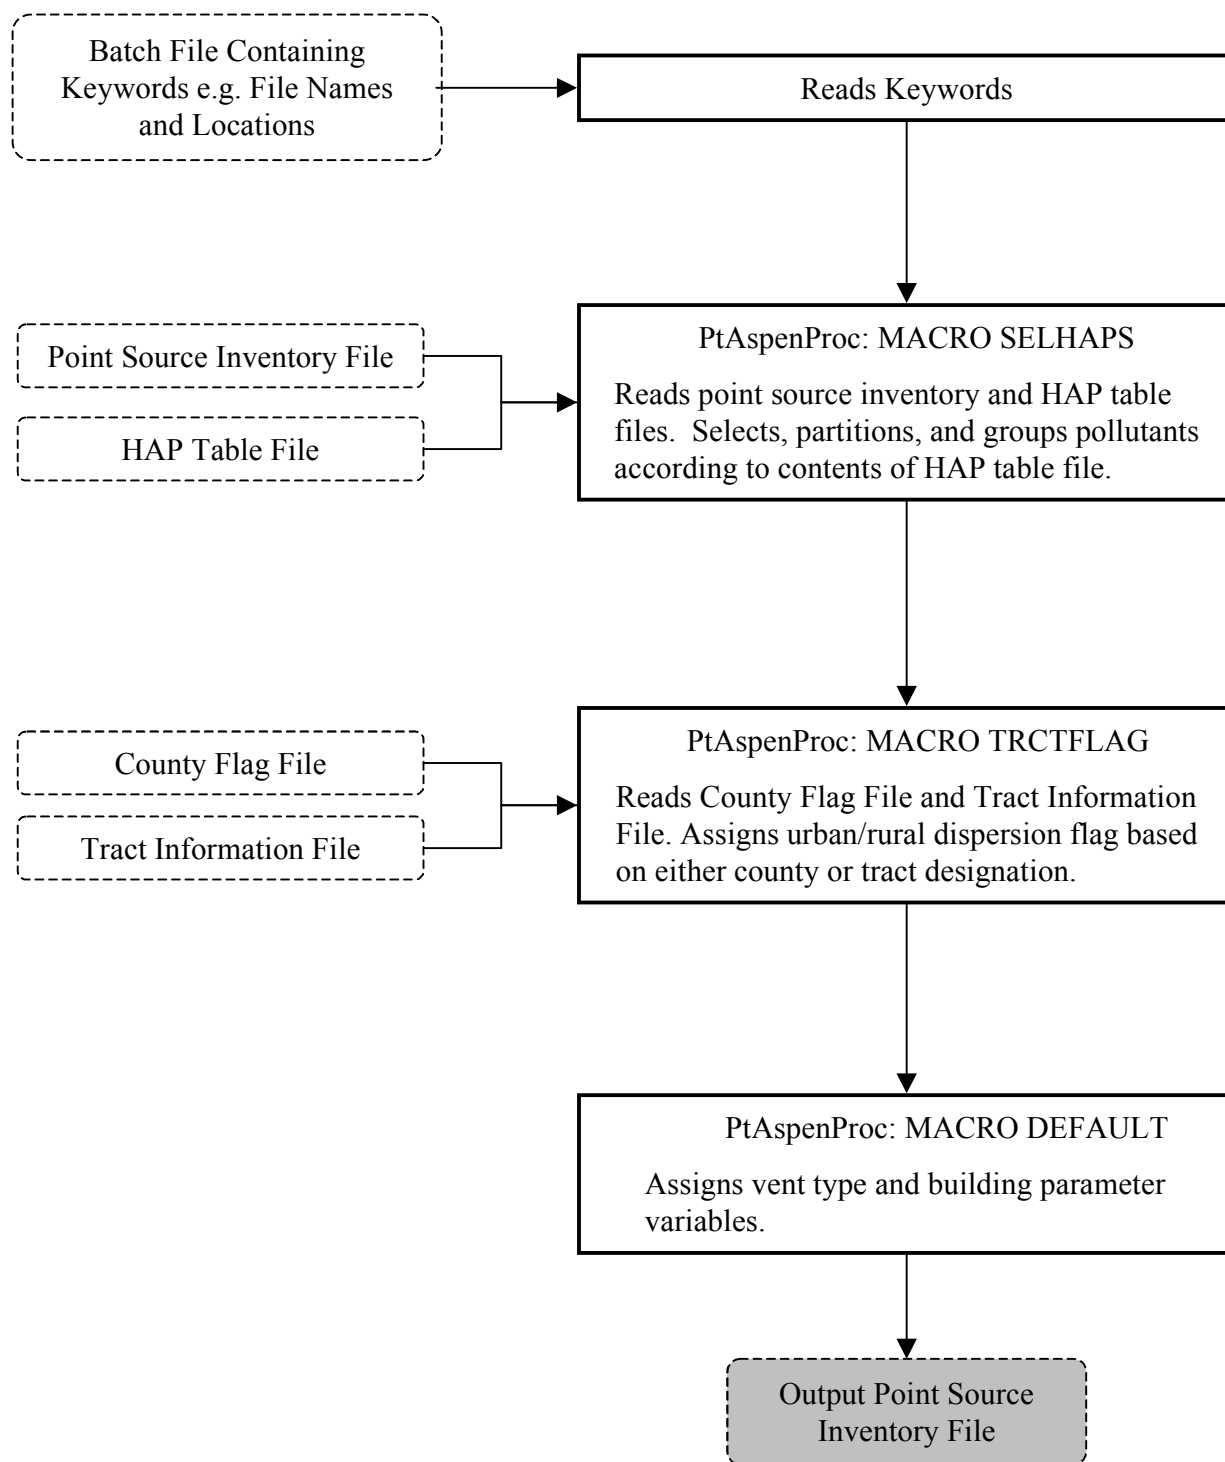 Batch File Containing
Keywords e.g. File Names
and Locations
Reads Keywords
Point Source Inventory File
HAP Table File
PtAspenProc: MACRO SELHAPS
Reads point source inventory and HAP table
files.  Selects, partitions, and groups pollutants
according to contents of HAP table file.
County Flag File
Tract Information File
PtAspenProc: MACRO TRCTFLAG
Reads County Flag File and Tract Information
File. Assigns urban/rural dispersion flag based
on either county or tract designation.
PtAspenProc: MACRO DEFAULT
Assigns vent type and building parameter
variables.
Output Point Source
Inventory File